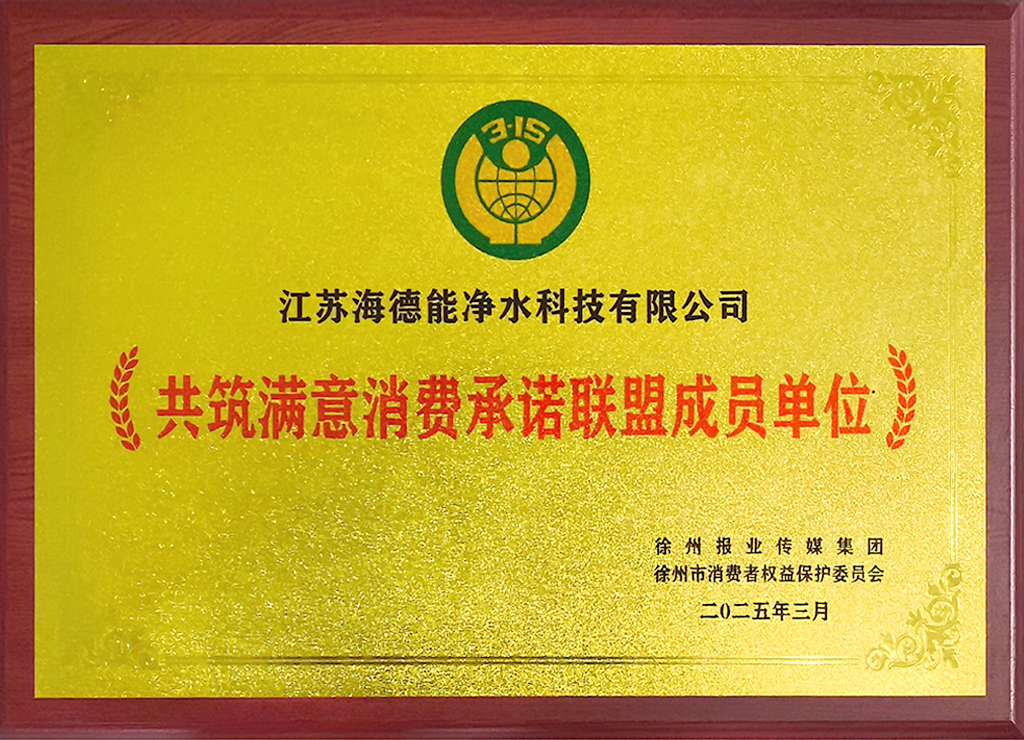 3·15
江苏海德能净水科技有限公司
共筑满意消费承诺联盟成员单位
徐州报业传媒集团
徐州市消费者权益保护委员会
二〇二五年三月